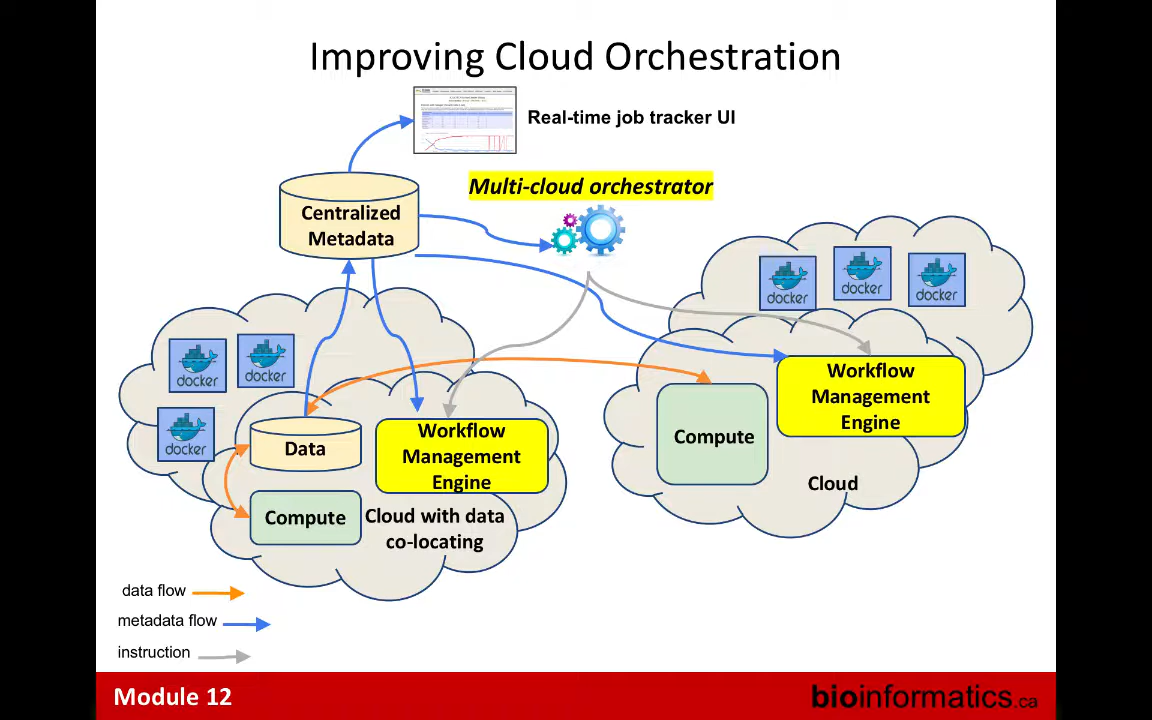 Improving Cloud Orchestration
Real-time job tracker UI
Multi-cloud orchestrator
Centralized
Metadata
docker
docker
docker
docker
docker
docker
Data
Compute
Workflow
Management
Engine
Cloud with data
co-locating
Compute
Workflow
Management
Engine
Cloud
data flow
metadata flow
instruction
Module 12
bioinformatics.ca